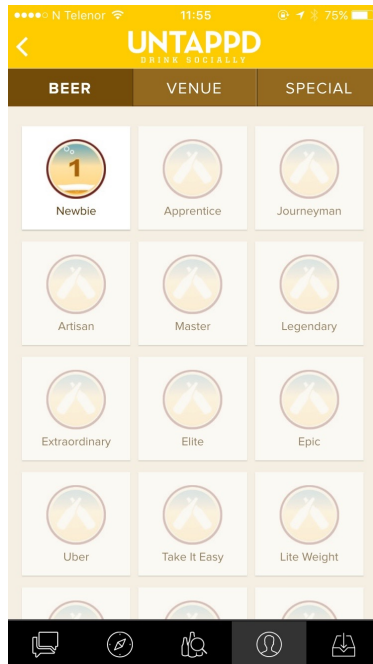 N Telenor 11:55 75%
UNTAPPD
DRINK SOCIALLY
BEER VENUE SPECIAL
1
Newbie Apprentice Journeyman
Artisan Master Legendary
Extraordinary Elite Epic
Uber Take It Easy Lite Weight